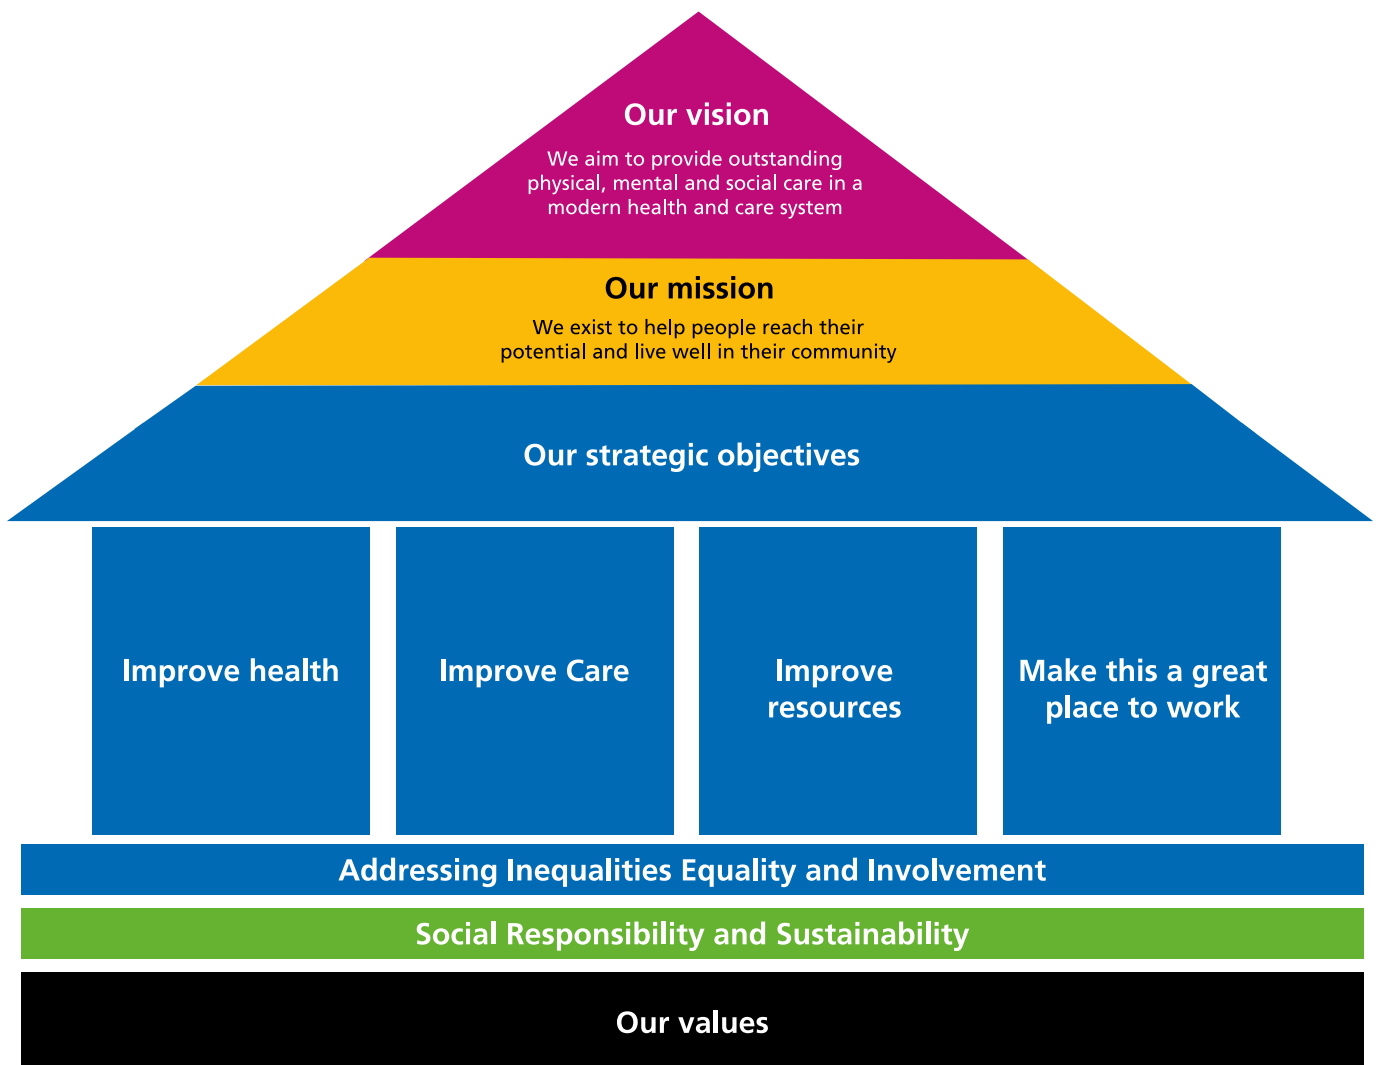 Our vision
We aim to provide outstanding
physical, mental and social care in a
modern health and care system
Our mission
We exist to help people reach their
potential and live well in their community
Our strategic objectives
Improve health
Improve Care
Improve
resources
Make this a great
place to work
Addressing Inequalities Equality and Involvement
Social Responsibility and Sustainability
Our values